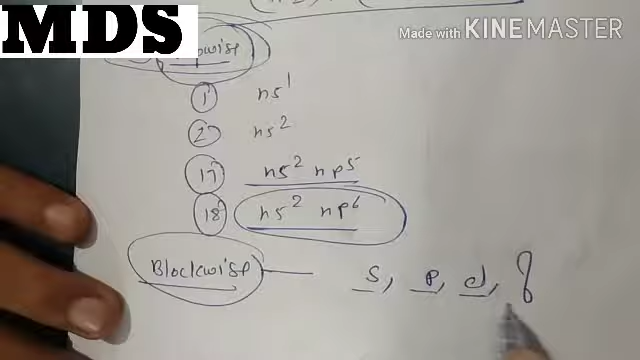 MDS
Made with KINEMASTER
1 ns¹
2 ns²
17 ns² np⁵
18 ns² np⁶
Blockwise s, p, d, f